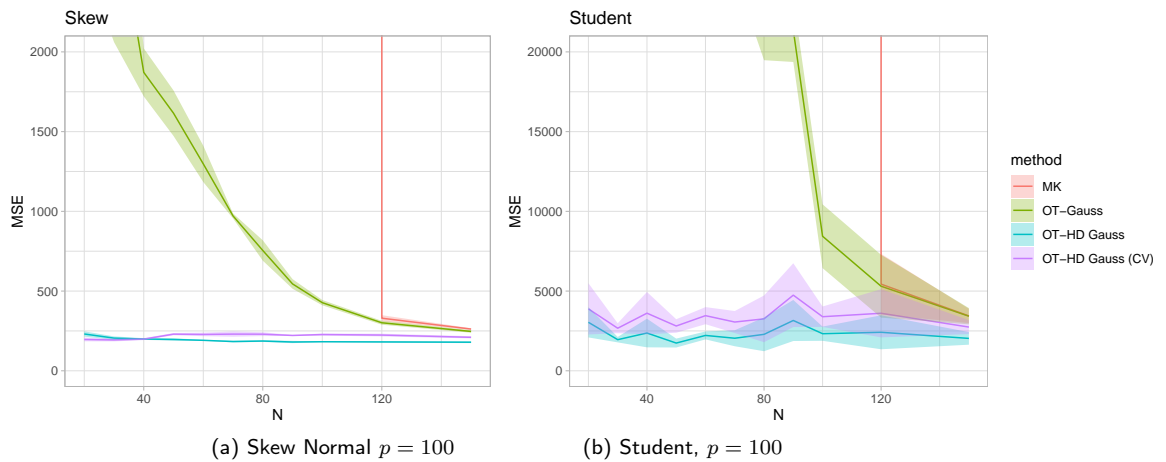 Skew
2000
1500
1000
500
0
MSE
40
80
120
N
(a) Skew Normal p = 100
Student
20000
15000
10000
5000
0
MSE
40
80
120
N
(b) Student, p = 100
method
MK
OT−Gauss
OT−HD Gauss
OT−HD Gauss (CV)